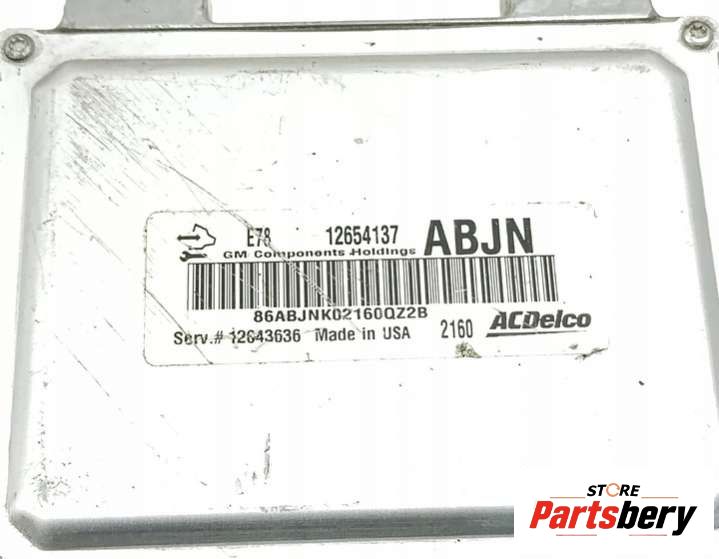 E78 12654137 ABJN
GM Components Holdings
86ABJNK02160QZ2B
Serv.# 12643636 Made in USA 2160 ACDelco
STORE
Partsbery